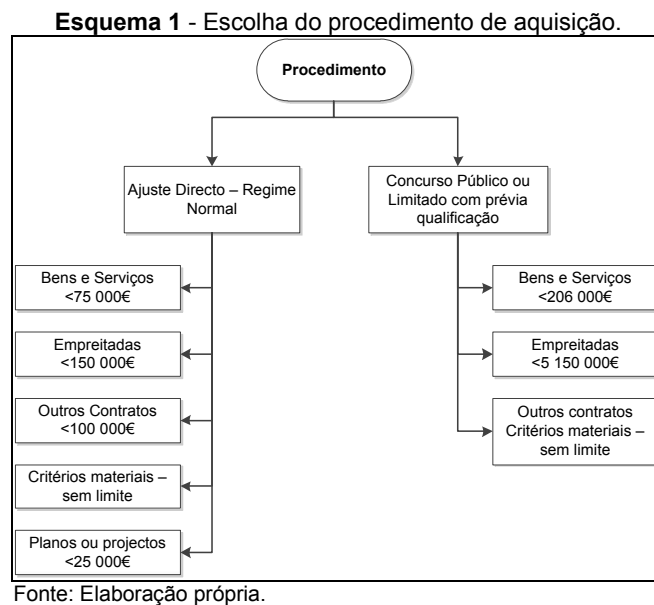 Esquema 1 - Escolha do procedimento de aquisição.
Procedimento
Ajuste Directo – Regime
Normal
Concurso Público ou
Limitado com prévia
qualificação
Bens e Serviços
<75 000€
Empreitadas
<150 000€
Outros Contratos
<100 000€
Critérios materiais –
sem limite
Planos ou projectos
<25 000€
Bens e Serviços
<206 000€
Empreitadas
<5 150 000€
Outros contratos
Critérios materiais –
sem limite
Fonte: Elaboração própria.